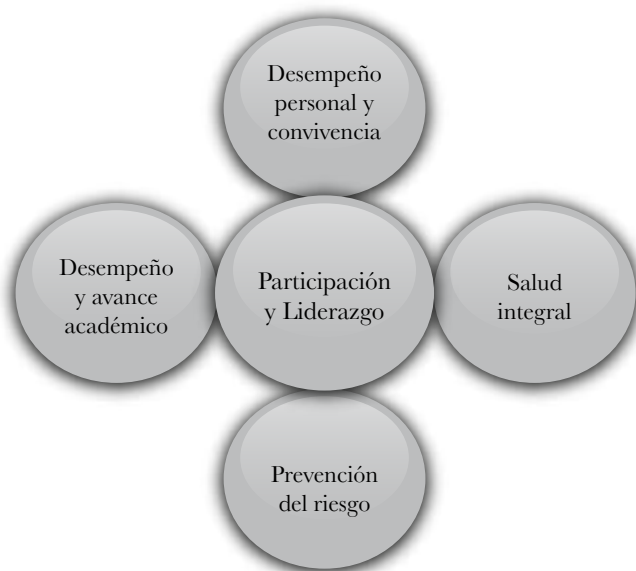 Desempeño
personal y
convivencia
Desempeño
y avance
académico
Participación
y Liderazgo
Salud
integral
Prevención
del riesgo